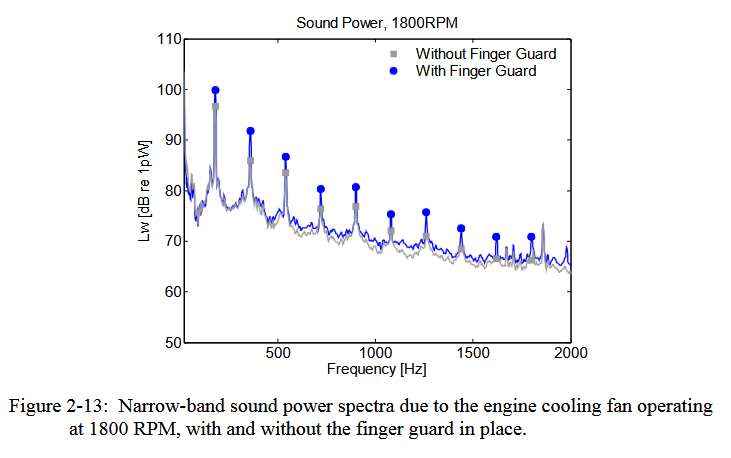 Sound Power, 1800RPM
110
Without Finger Guard
With Finger Guard
100
90
80
70
60
50
Lw [dB re 1pW]
500
1000
1500
2000
Frequency [Hz]
Figure 2-13:  Narrow-band sound power spectra due to the engine cooling fan operating
at 1800 RPM, with and without the finger guard in place.